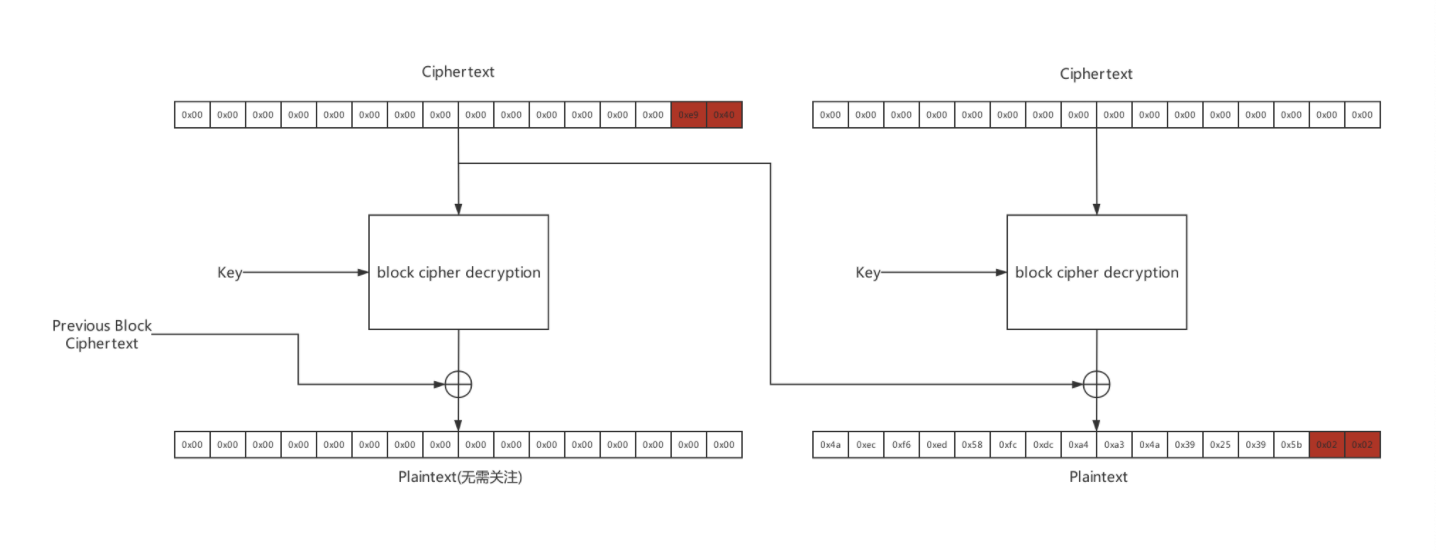 Ciphertext
Ciphertext
0x00 0x00 0x00 0x00 0x00 0x00 0x00 0x00 0x00 0x00 0x00 0x00 0x00 0x00 0xe9 0x40
0x00 0x00 0x00 0x00 0x00 0x00 0x00 0x00 0x00 0x00 0x00 0x00 0x00 0x00 0x00 0x00
Key
block cipher decryption
Key
block cipher decryption
Previous Block
Ciphertext
0x00 0x00 0x00 0x00 0x00 0x00 0x00 0x00 0x00 0x00 0x00 0x00 0x00 0x00 0x00 0x00
0x4a 0xec 0xf6 0xed 0x58 0xfc 0xdc 0xa4 0xa3 0x4a 0x39 0x25 0x39 0x5b 0x02 0x02
Plaintext(无需关注)
Plaintext